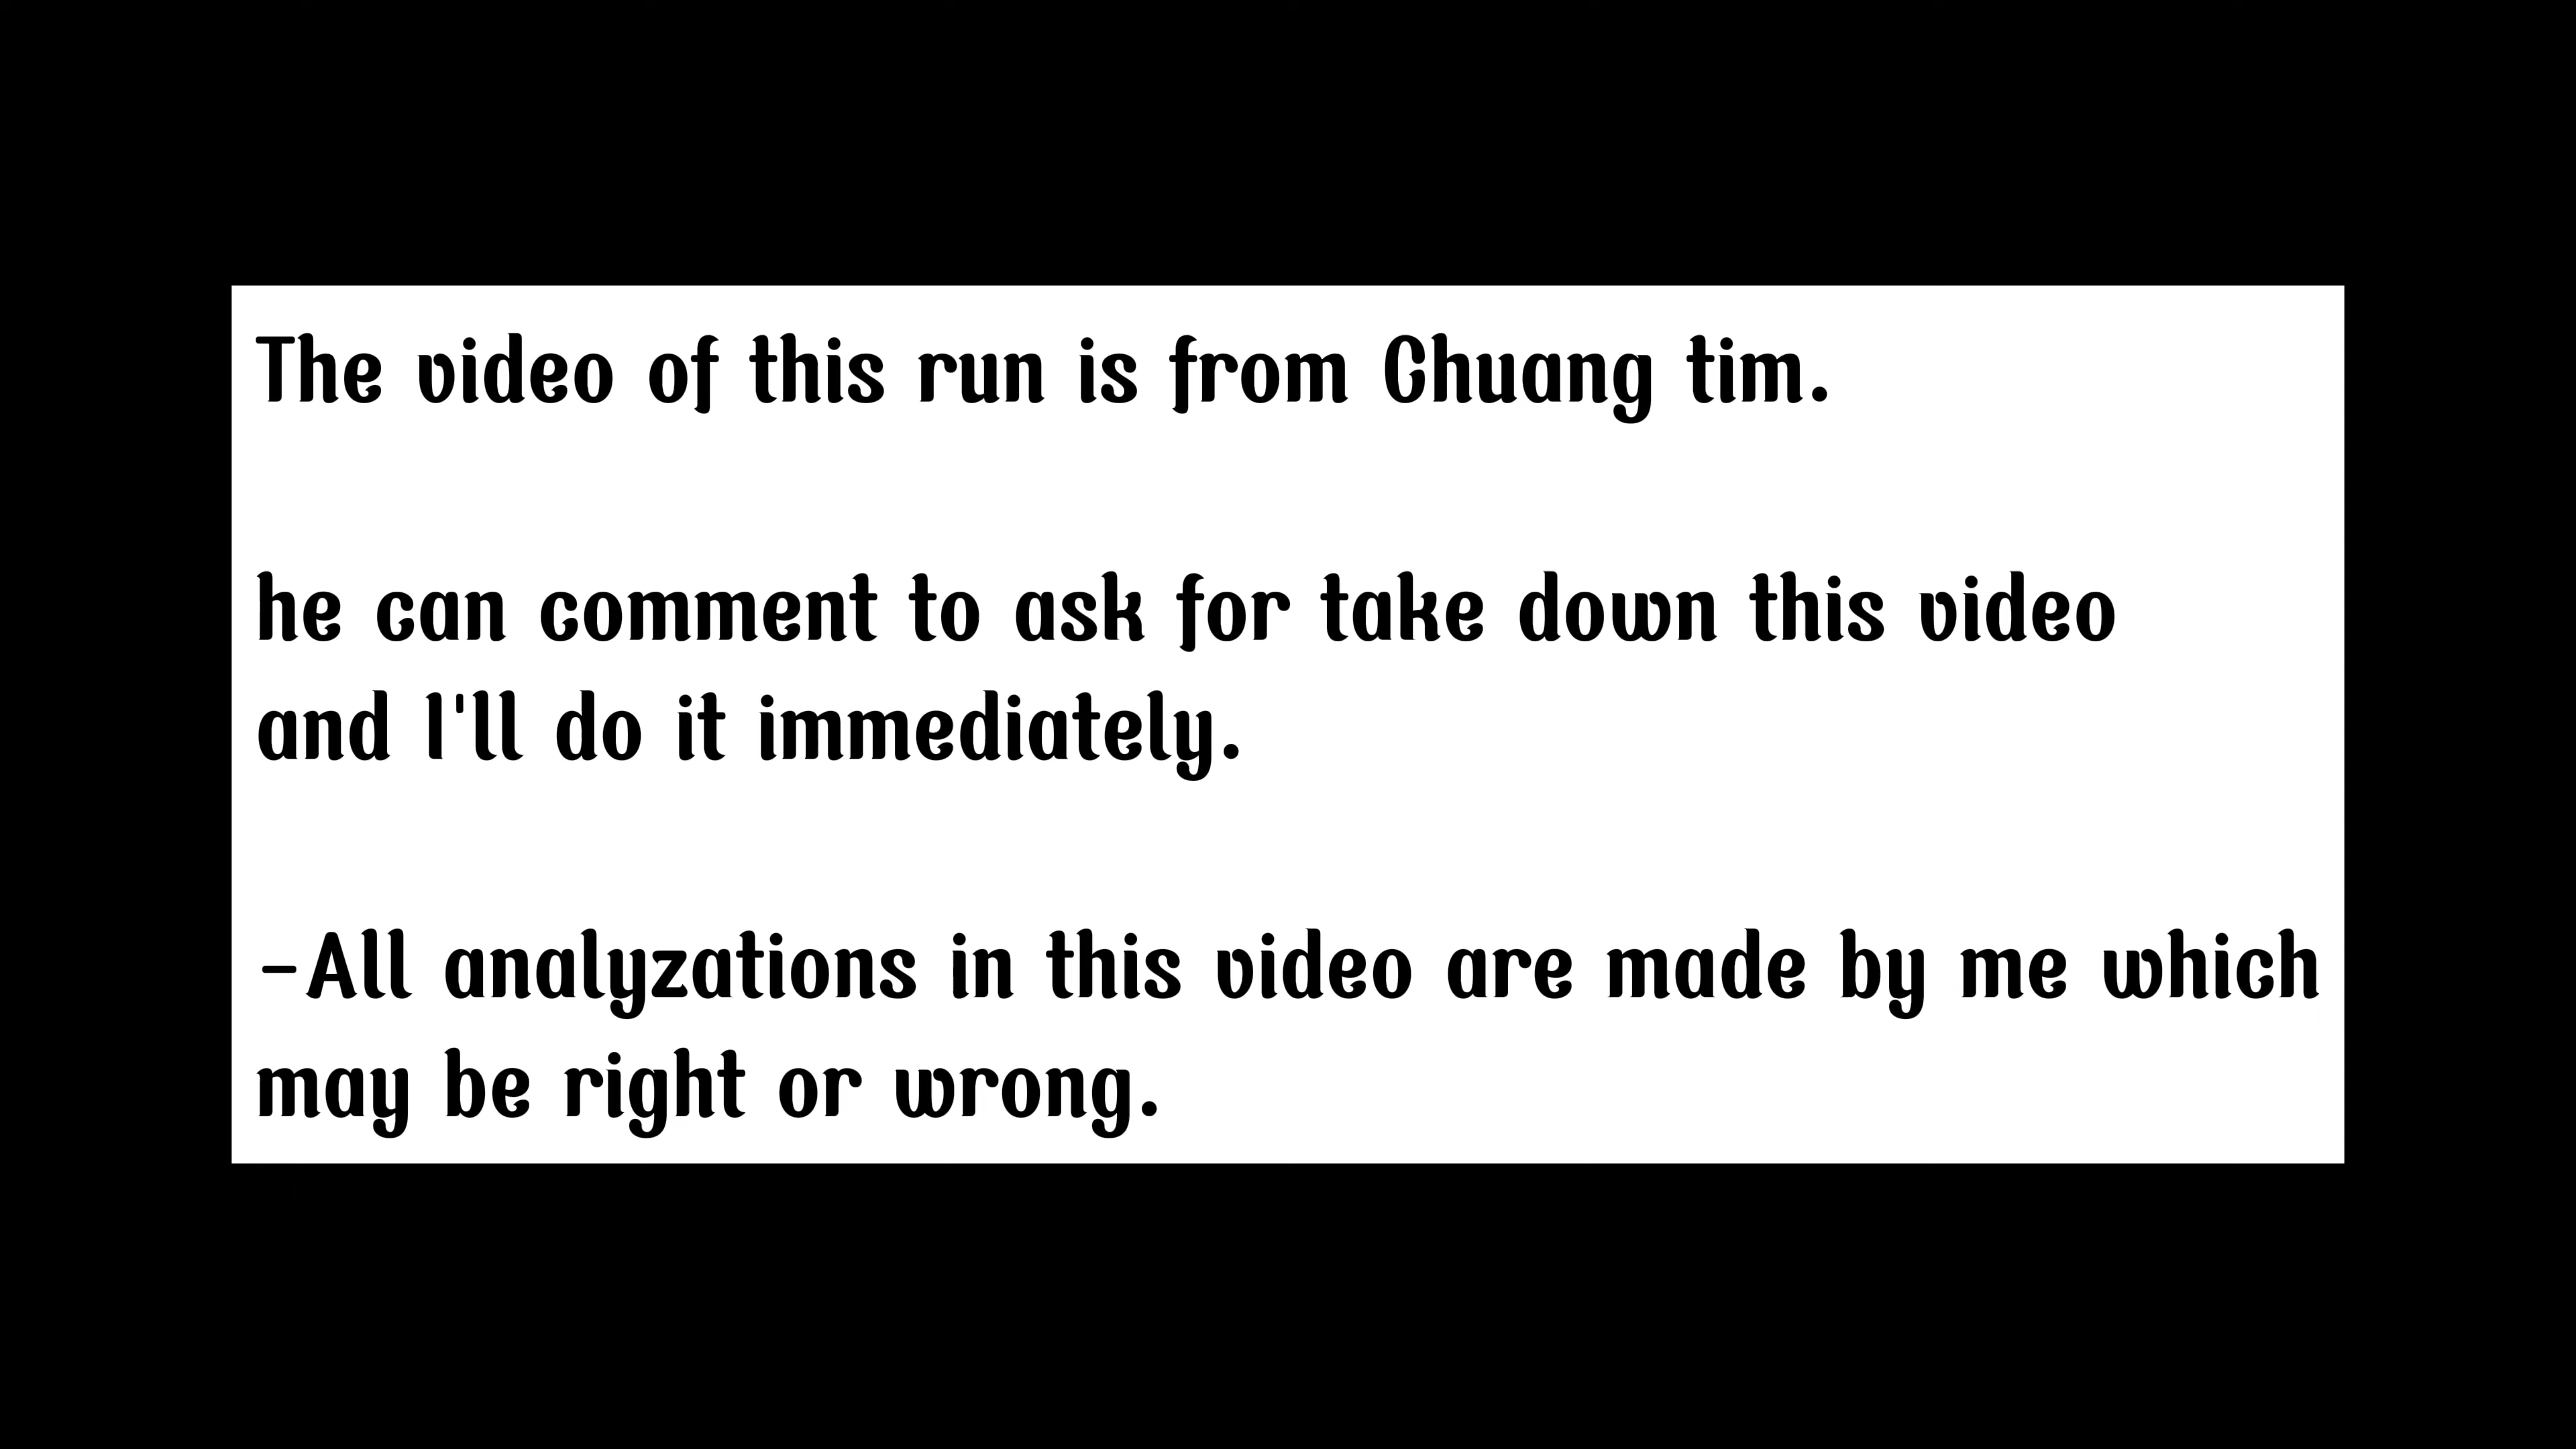 The video of this run is from Chuang tim.
he can comment to ask for take down this video
and I'll do it immediately.
-All analyzations in this video are made by me which
may be right or wrong.